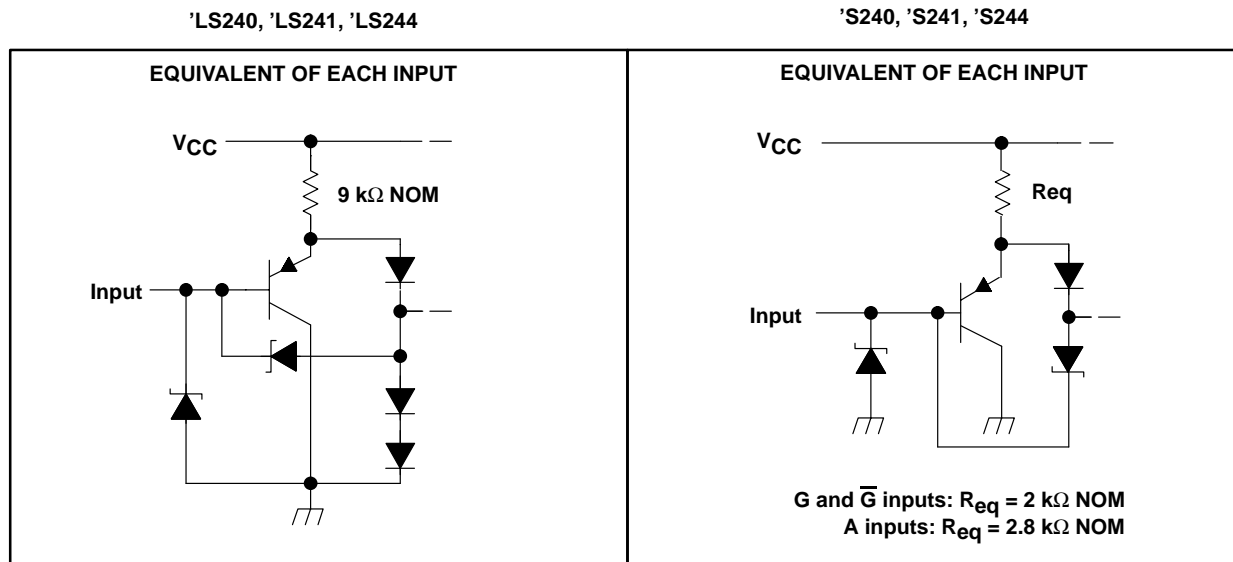 ’LS240, ’LS241, ’LS244
EQUIVALENT OF EACH INPUT
VCC
9 kΩ NOM
Input
’S240, ’S241, ’S244
EQUIVALENT OF EACH INPUT
VCC
Req
Input
G and G̅ inputs: Req = 2 kΩ NOM
A inputs: Req = 2.8 kΩ NOM